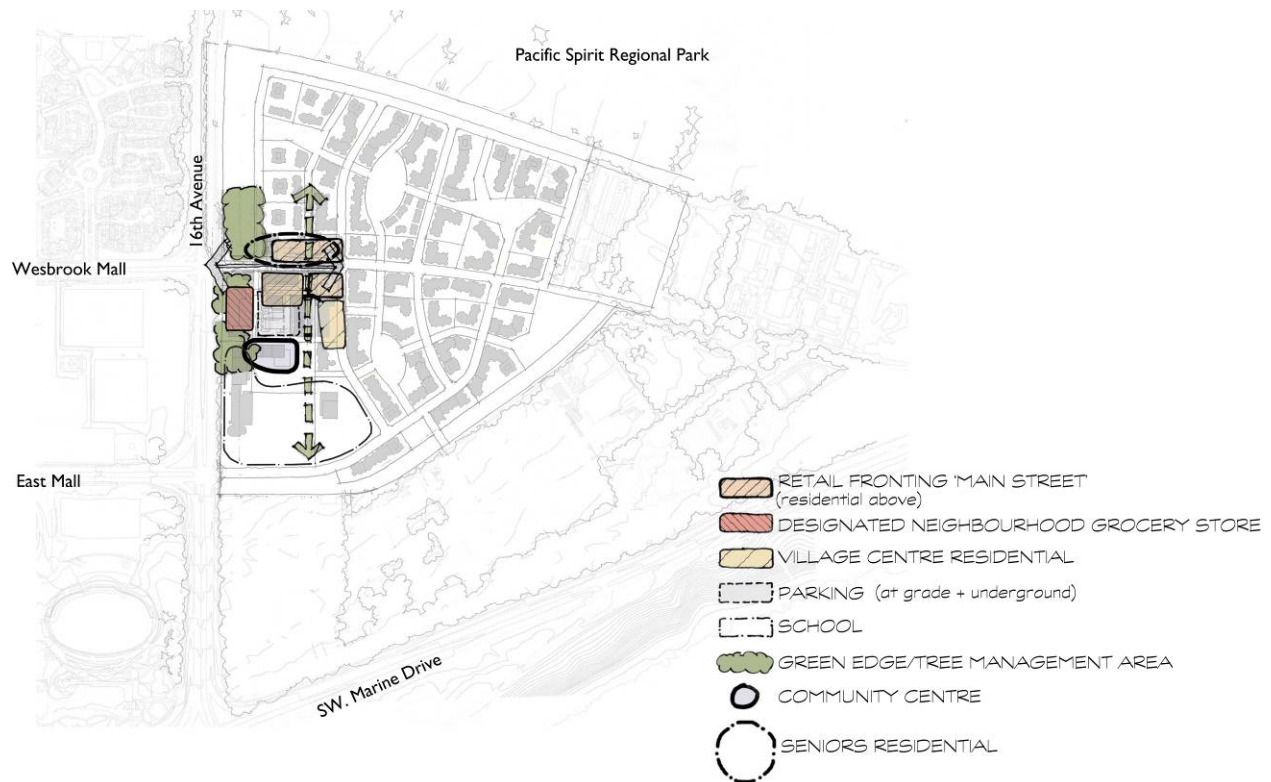 Pacific Spirit Regional Park
16th Avenue
Wesbrook Mall
East Mall
SW. Marine Drive
RETAIL FRONTING 'MAIN STREET'
(residential above)
DESIGNATED NEIGHBOURHOOD GROCERY STORE
VILLAGE CENTRE RESIDENTIAL
PARKING (at grade + underground)
SCHOOL
GREEN EDGE/TREE MANAGEMENT AREA
COMMUNITY CENTRE
SENIORS RESIDENTIAL